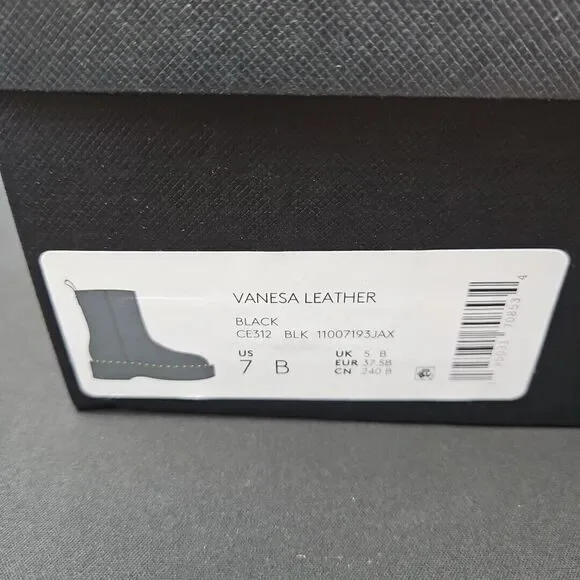 VANESA LEATHER
BLACK
CE312 BLK 11007193JAX
US
7 B
UK 5 B
EUR 37.5B
CN 240 B